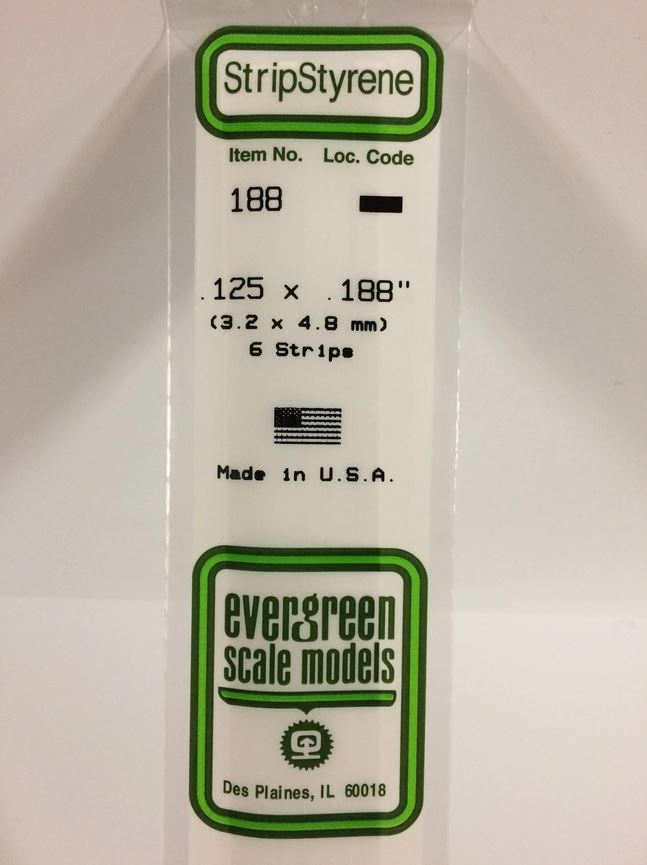 StripStyrene
Item No. Loc. Code
188
.125 x .188"
(3.2 x 4.8 mm)
6 Strips
Made in U.S.A.
evergreen
scale models
Des Plaines, IL 60018